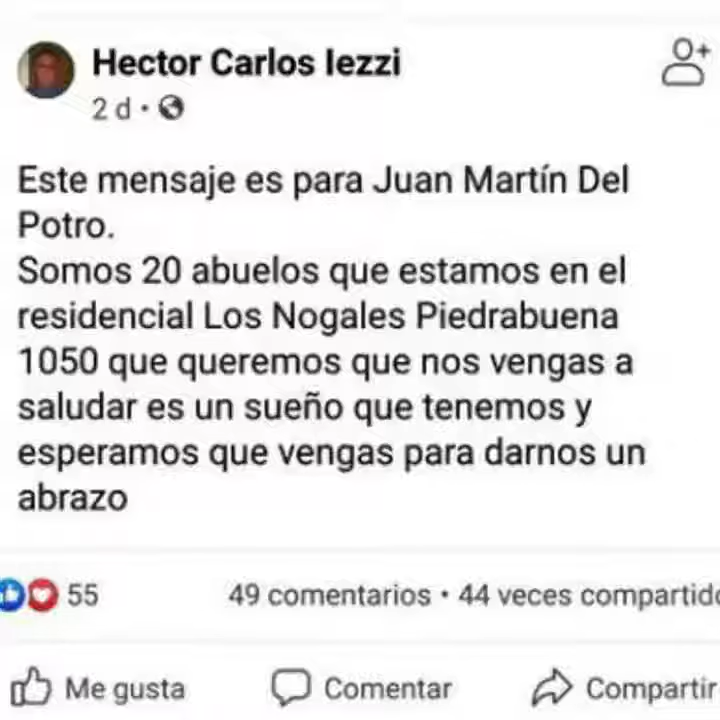 Hector Carlos Iezzi
2 d •
Este mensaje es para Juan Martín Del
Potro.
Somos 20 abuelos que estamos en el
residencial Los Nogales Piedrabuena
1050 que queremos que nos vengas a
saludar es un sueño que tenemos y
esperamos que vengas para darnos un
abrazo
55 49 comentarios • 44 veces compartido
Me gusta Comentar Compartir